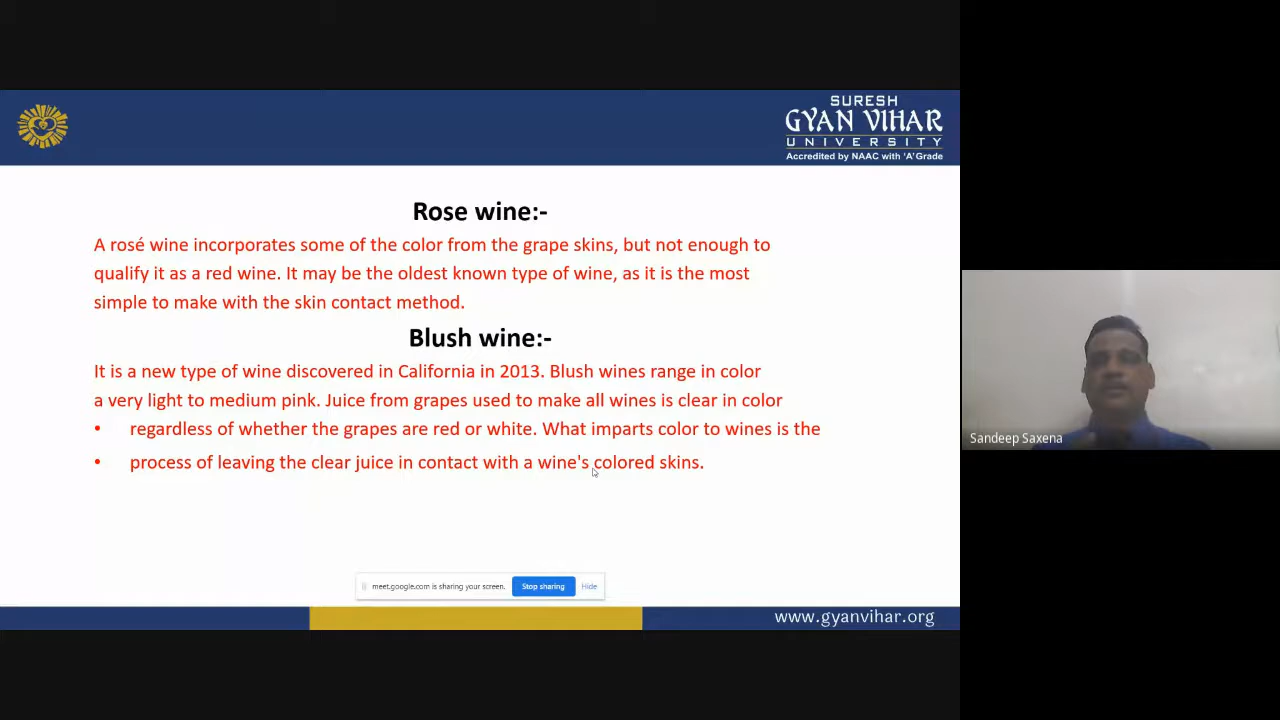 SURESH
GYAN VIHAR
UNIVERSITY
Accredited by NAAC with 'A' Grade
Rose wine:-
A rosé wine incorporates some of the color from the grape skins, but not enough to
qualify it as a red wine. It may be the oldest known type of wine, as it is the most
simple to make with the skin contact method.
Blush wine:-
It is a new type of wine discovered in California in 2013. Blush wines range in color
a very light to medium pink. Juice from grapes used to make all wines is clear in color
• regardless of whether the grapes are red or white. What imparts color to wines is the
• process of leaving the clear juice in contact with a wine's colored skins.
Sandeep Saxena
meet.google.com is sharing your screen. Stop sharing Hide
www.gyanvihar.org